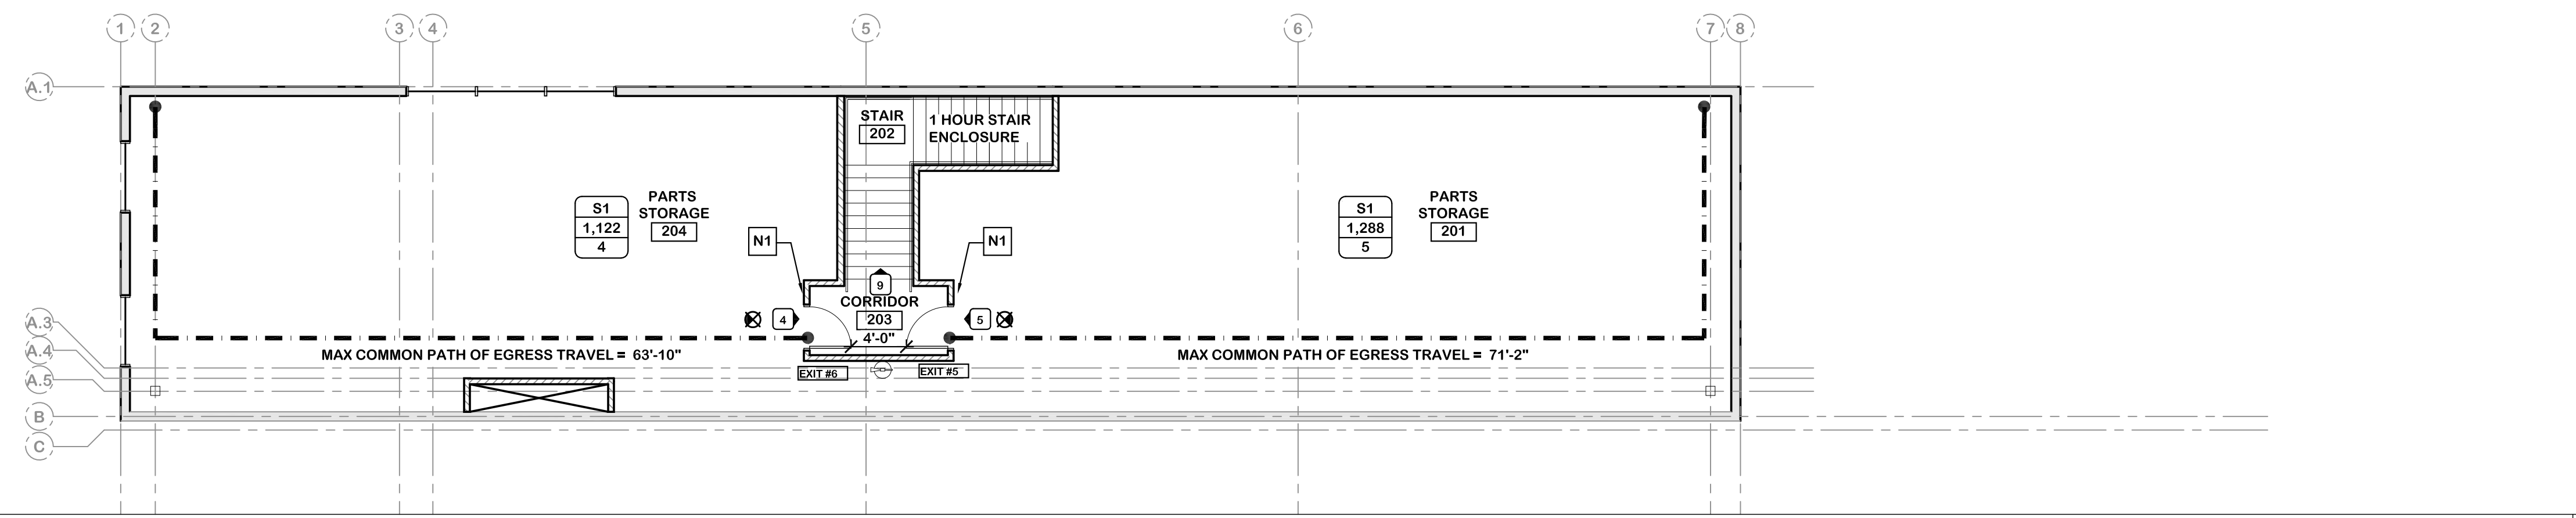 1 2 3 4 5 6 7 8
A.1
STAIR
202
1 HOUR STAIR
ENCLOSURE
S1
1,122
4
PARTS
STORAGE
204
S1
1,288
5
PARTS
STORAGE
201
N1
N1
9
CORRIDOR
203
4'-0"
4
5
A.3
A.4
A.5
B
C
MAX COMMON PATH OF EGRESS TRAVEL = 63'-10"
MAX COMMON PATH OF EGRESS TRAVEL = 71'-2"
EXIT #6
EXIT #5